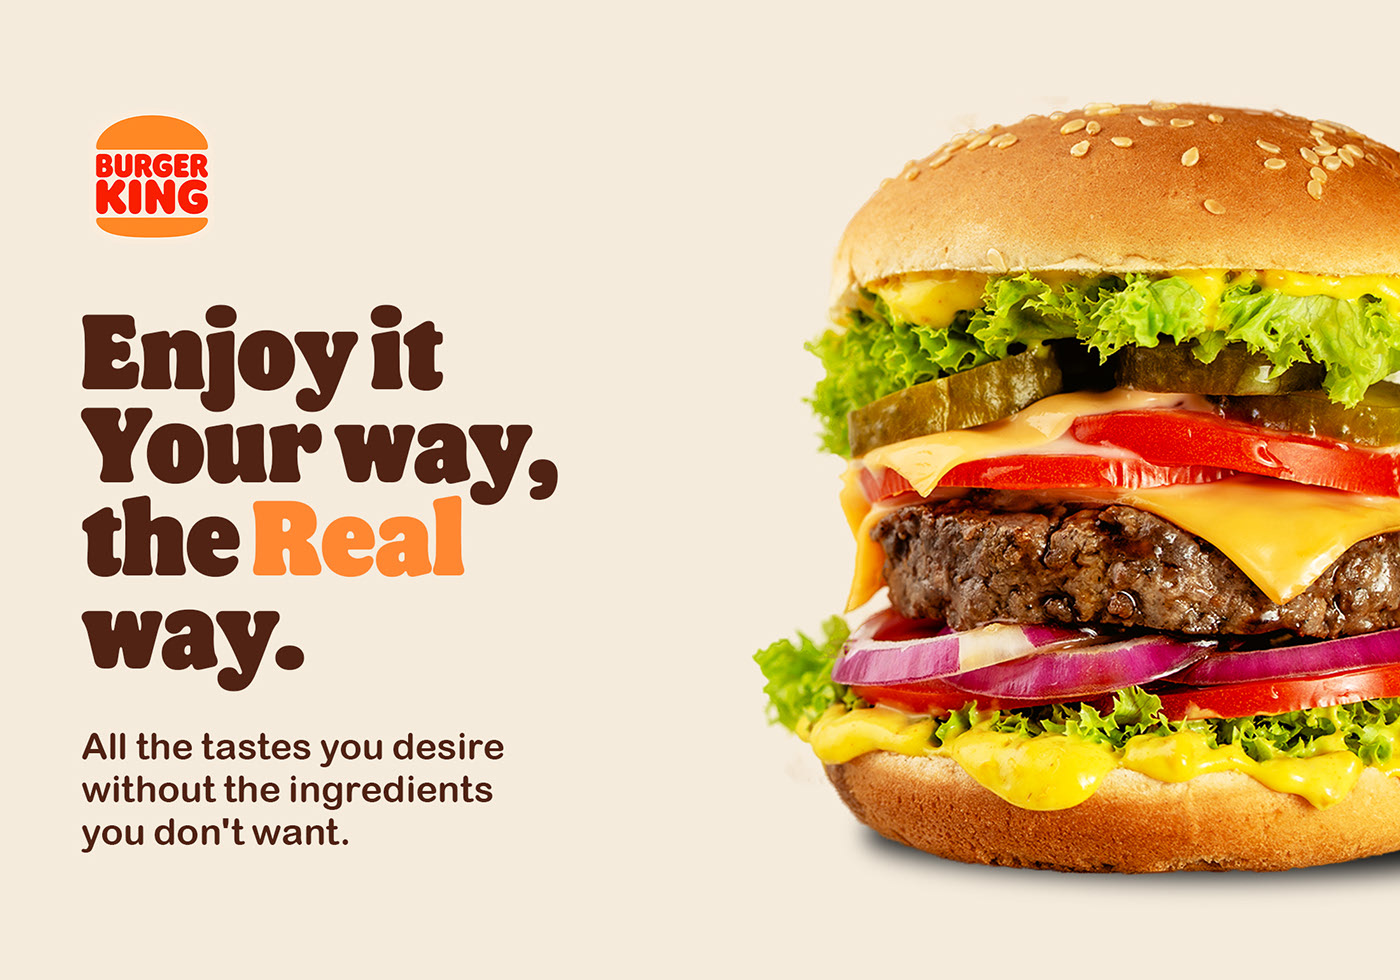 BURGER
KING
Enjoy it
Your way,
the Real
way.
All the tastes you desire
without the ingredients
you don't want.